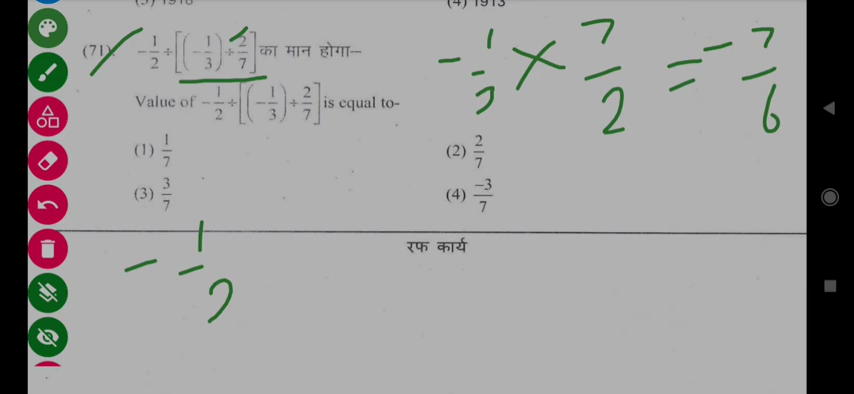 (3) 1918
(4) 1913
(71) -1/2 ÷ [(-1/3) ÷ 2/7] का मान होगा–
Value of -1/2 ÷ [(-1/3) ÷ 2/7] is equal to-
(1) 1/7
(2) 2/7
(3) 3/7
(4) -3/7
रफ कार्य
-1/3 × 7/2 = -7/6
-1/2